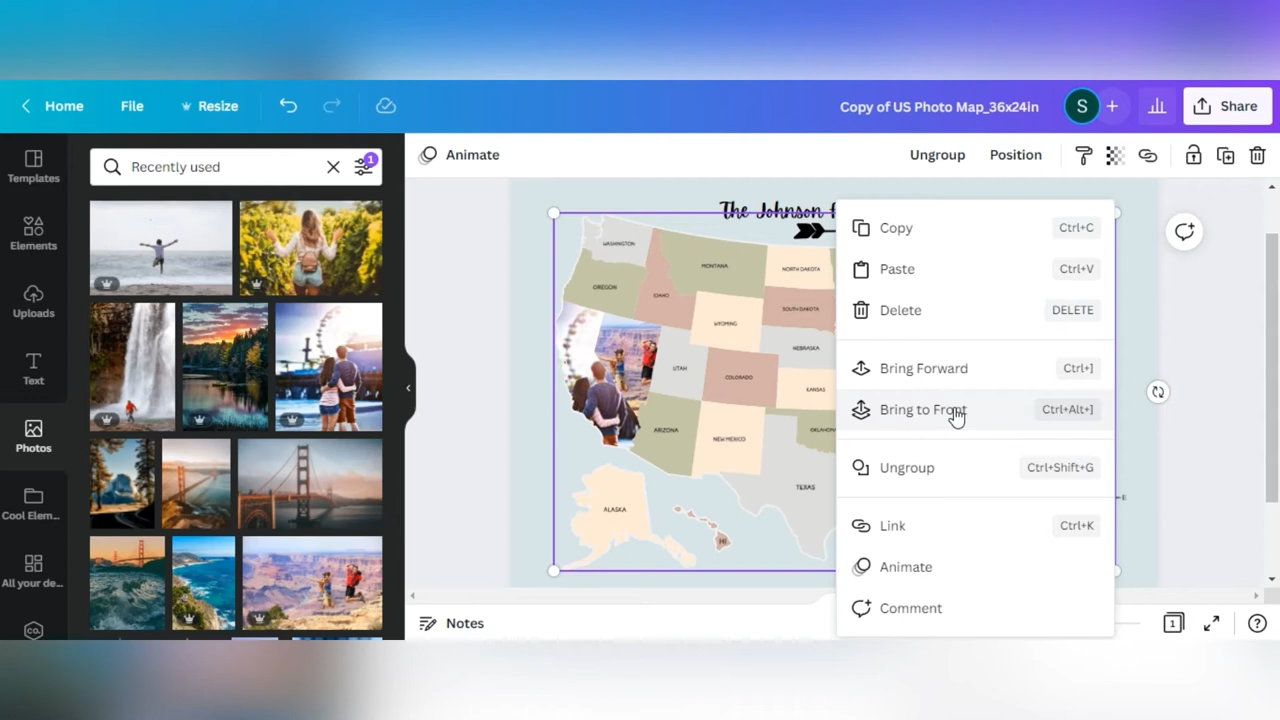 Home
File
Resize
Copy of US Photo Map_36x24in
S
+
Share
Templates
Elements
Uploads
Text
Photos
Cool Elem...
All your de...
CO.
Recently used
1
Animate
Ungroup
Position
The Johnson
WASHINGTON
MONTANA
NORTH DAKOTA
OREGON
IDAHO
SOUTH DAKOTA
WYOMING
NEBRASKA
UTAH
COLORADO
KANSAS
ARIZONA
NEW MEXICO
OKLAHOMA
TEXAS
ALASKA
HI
E
Copy Ctrl+C
Paste Ctrl+V
Delete DELETE
Bring Forward Ctrl+]
Bring to Front Ctrl+Alt+]
Ungroup Ctrl+Shift+G
Link Ctrl+K
Animate
Comment
Notes
1
?